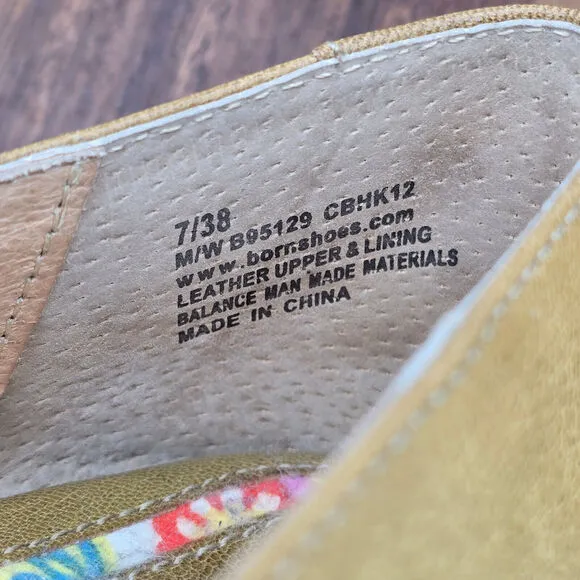 7/38
M/W B95129 CBHK12
www.bornshoes.com
LEATHER UPPER & LINING
BALANCE MAN MADE MATERIALS
MADE IN CHINA